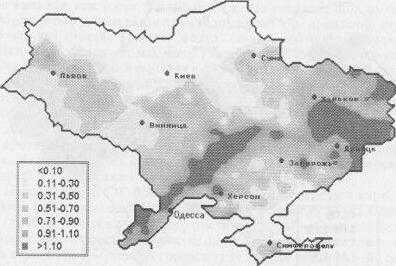 Сумы
Львов
Киев
Харьков
Винница
Донецк
Запорожье
Херсон
Одесса
Симферополь
<0.10
0.11-0.30
0.31-0.50
0.51-0.70
0.71-0.90
0.91-1.10
>1.10